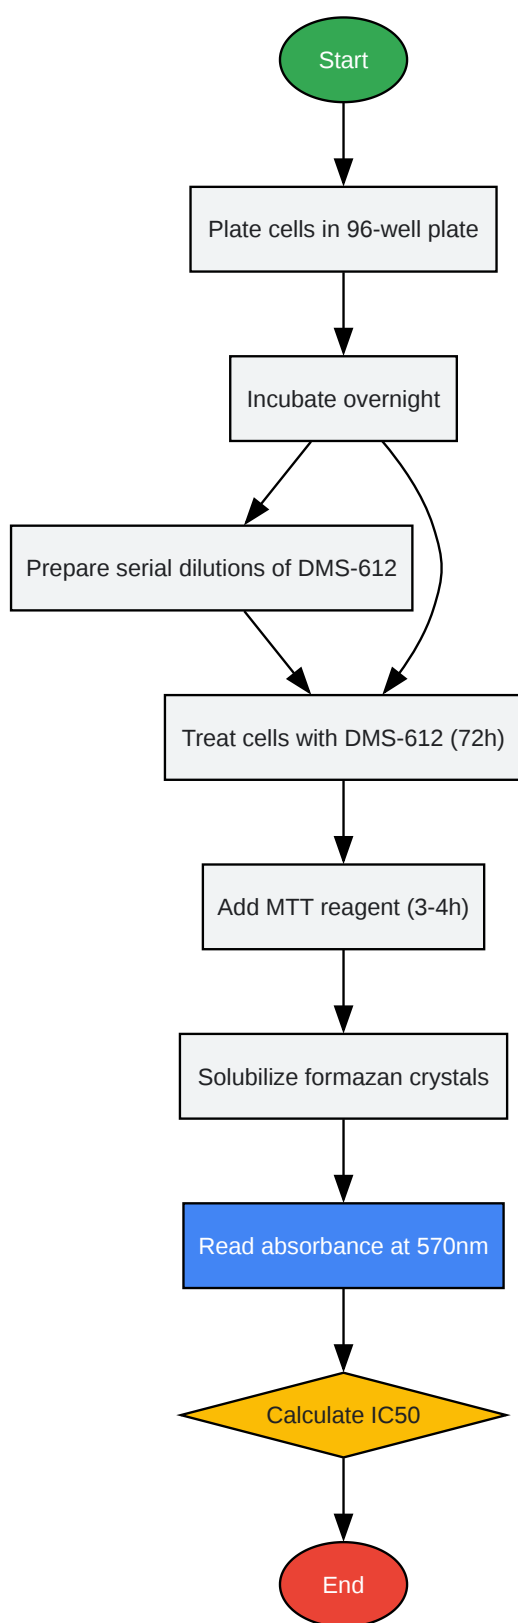 Start
Plate cells in 96-well plate
Incubate overnight
Prepare serial dilutions of DMS-612
Treat cells with DMS-612 (72h)
Add MTT reagent (3-4h)
Solubilize formazan crystals
Read absorbance at 570nm
Calculate IC50
End